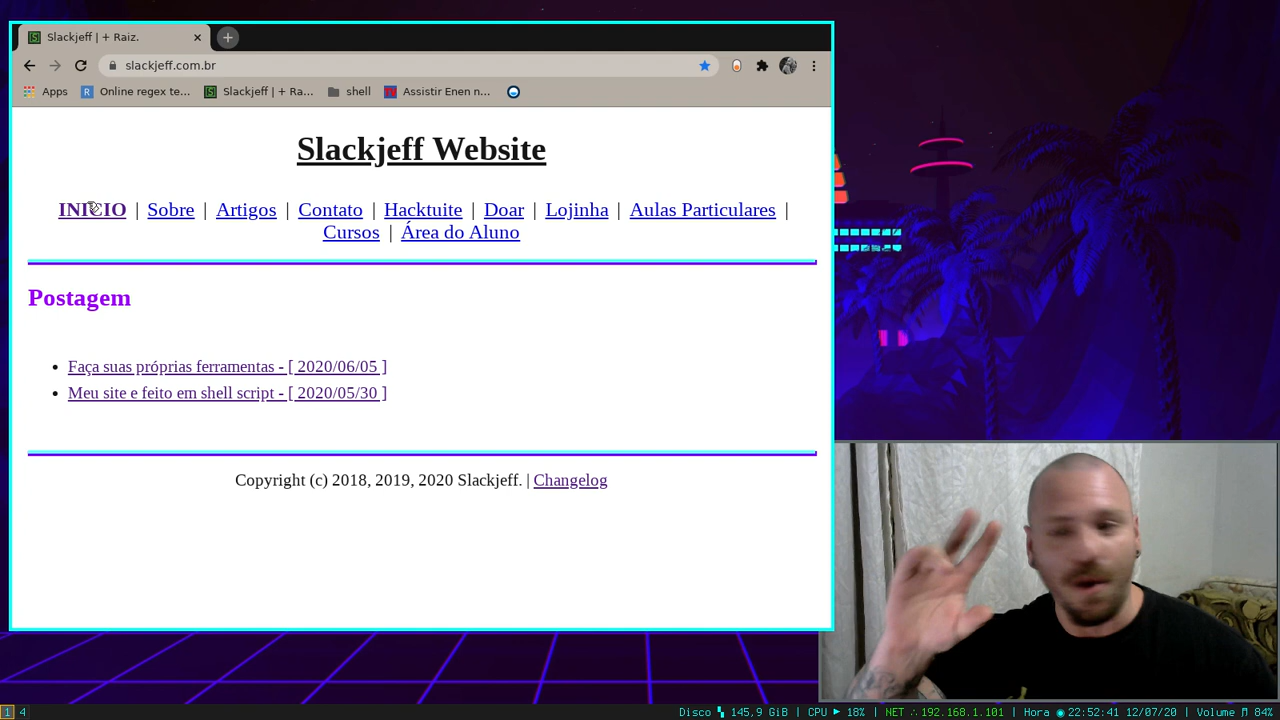 Slackjeff | + Raiz.
slackjeff.com.br
Apps Online regex te... Slackjeff | + Ra... shell Assistir Enen n...
Slackjeff Website
INÍCIO | Sobre | Artigos | Contato | Hacktuite | Doar | Lojinha | Aulas Particulares |
Cursos | Área do Aluno
Postagem
Faça suas próprias ferramentas - [ 2020/06/05 ]
Meu site e feito em shell script - [ 2020/05/30 ]
Copyright (c) 2018, 2019, 2020 Slackjeff. | Changelog
1 4 Disco 145,9 GiB | CPU 18% | NET 192.168.1.101 | Hora 22:52:41 12/07/20 | Volume 84%